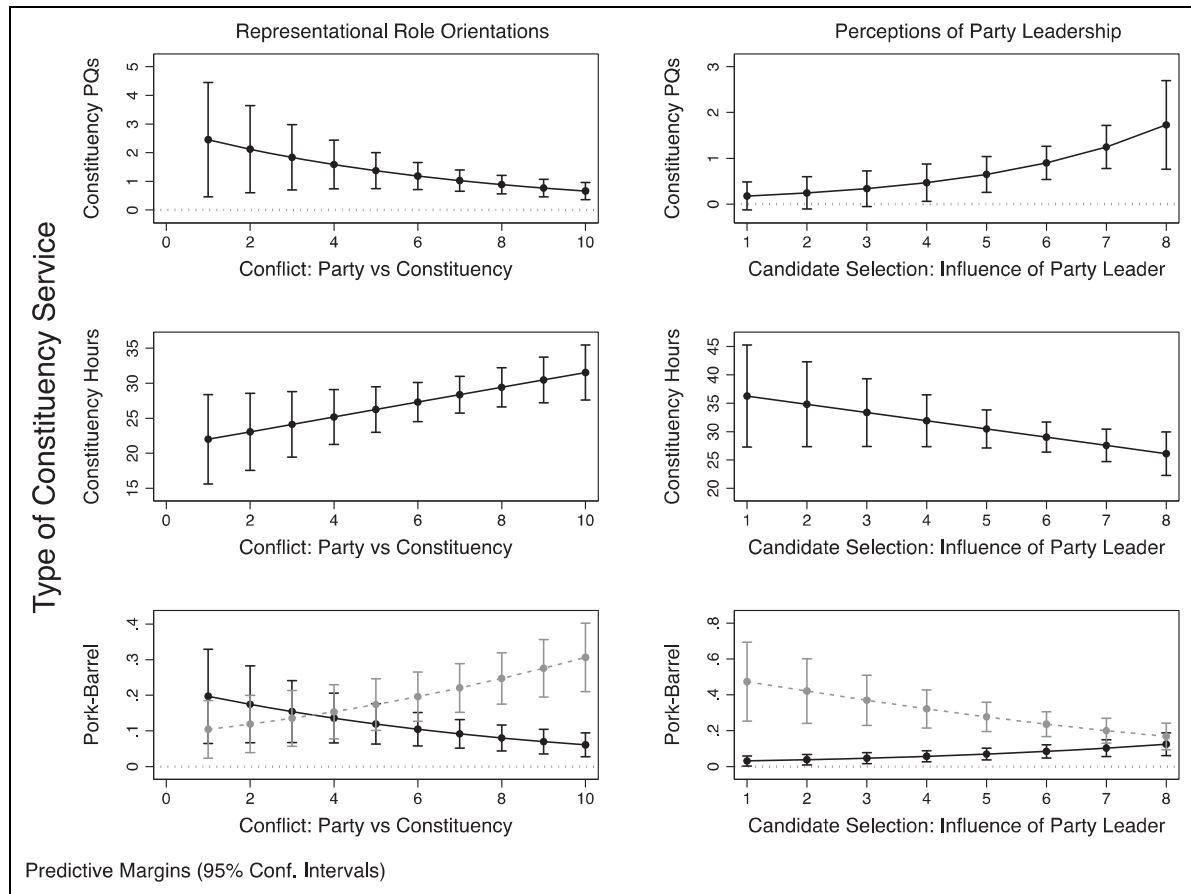 Type of Constituency Service
Representational Role Orientations
Constituency PQs
5
4
3
2
1
0
0 2 4 6 8 10
Conflict: Party vs Constituency
Perceptions of Party Leadership
Constituency PQs
3
2
1
0
1 2 3 4 5 6 7 8
Candidate Selection: Influence of Party Leader
Constituency Hours
35
30
25
20
15
0 2 4 6 8 10
Conflict: Party vs Constituency
Constituency Hours
45
40
35
30
25
20
1 2 3 4 5 6 7 8
Candidate Selection: Influence of Party Leader
Pork-Barrel
.4
.3
.2
.1
0
0 2 4 6 8 10
Conflict: Party vs Constituency
Pork-Barrel
.8
.6
.4
.2
0
1 2 3 4 5 6 7 8
Candidate Selection: Influence of Party Leader
Predictive Margins (95% Conf. Intervals)